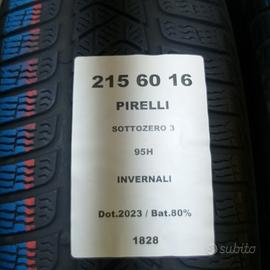 215 60 16
PIRELLI
SOTTOZERO 3
95H
INVERNALI
Dot.2023 / Bat.80%
1828
subito